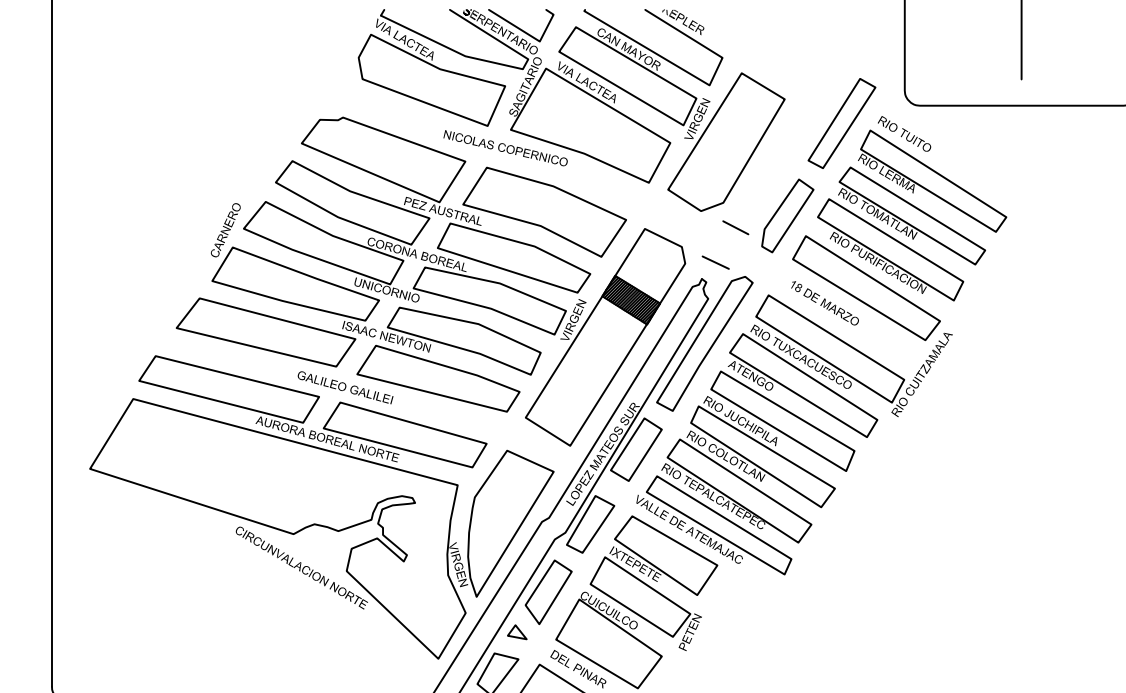 KEPLER
SERPENTARIO
VIA LACTEA
CAN MAYOR
VIA LACTEA
SAGITARIO
VIRGEN
NICOLAS COPERNICO
RIO TUITO
RIO LERMA
RIO TOMATLAN
RIO PURIFICACION
PEZ AUSTRAL
CARNERO
CORONA BOREAL
UNICORNIO
VIRGEN
ISAAC NEWTON
18 DE MARZO
RIO CUITZAMALA
RIO TUXCACUESCO
GALILEO GALILEI
ATENGO
AURORA BOREAL NORTE
RIO JUCHIPILA
LOPEZ MATEOS SUR
RIO COLOTLAN
RIO TEPALCATEPEC
VALLE DE ATEMAJAC
CIRCUNVALACION NORTE
VIRGEN
IXTEPETE
CUICUILCO
PETEN
DEL PINAR